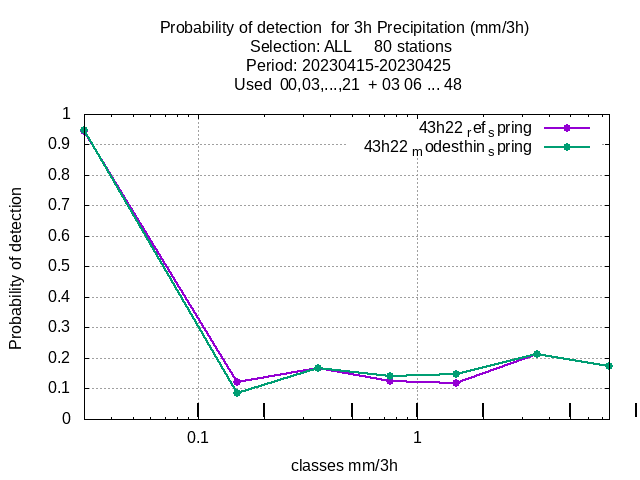 Probability of detection  for 3h Precipitation (mm/3h)
Selection: ALL     80 stations
Period: 20230415-20230425
Used  00,03,...,21  + 03 06 ... 48
43h22 ref spring
43h22 modesthin spring
1
0.9
0.8
0.7
0.6
0.5
0.4
0.3
0.2
0.1
0
Probability of detection
0.1 1
classes mm/3h